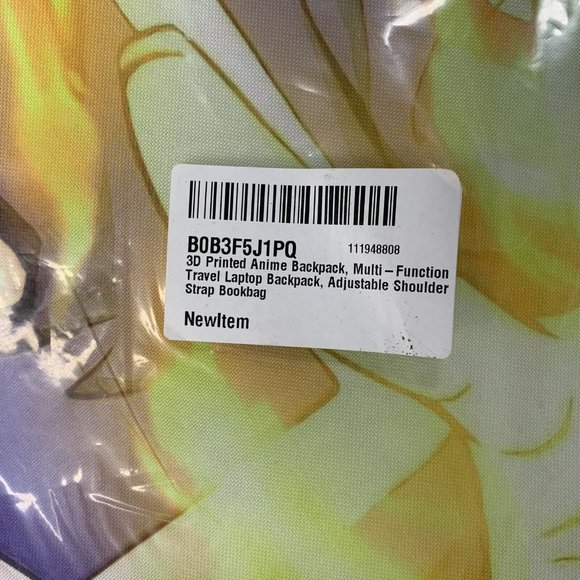 B0B3F5J1PQ 111948808
3D Printed Anime Backpack, Multi-Function
Travel Laptop Backpack, Adjustable Shoulder
Strap Bookbag
NewItem